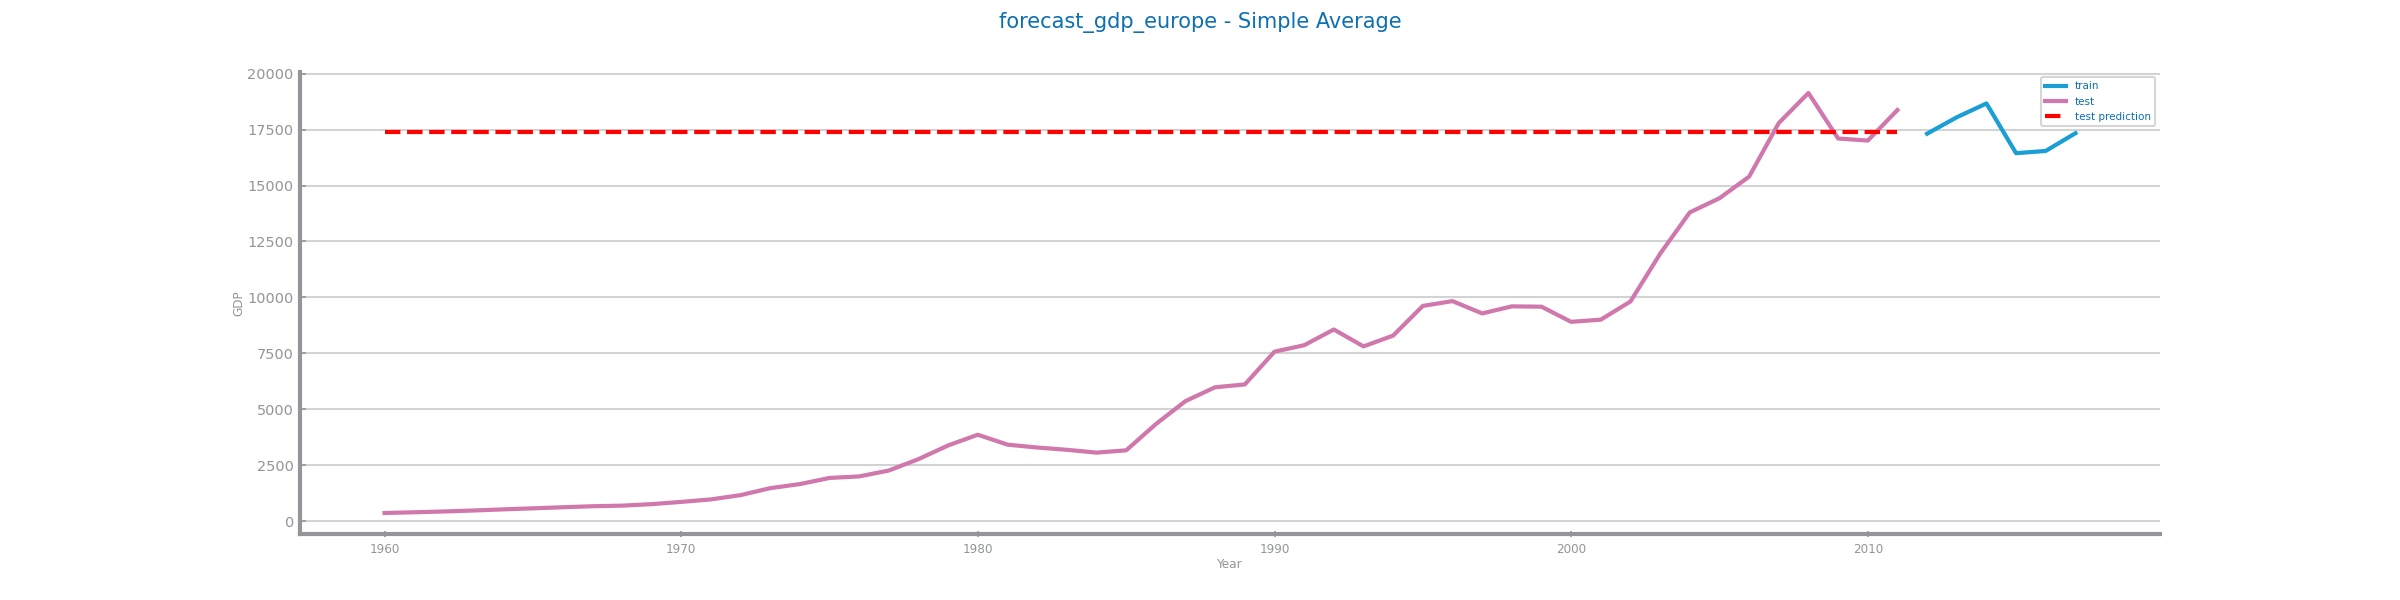 forecast_gdp_europe - Simple Average
20000
17500
15000
12500
10000
7500
5000
2500
0
GDP
train
test
test prediction
1960 1970 1980 1990 2000 2010
Year